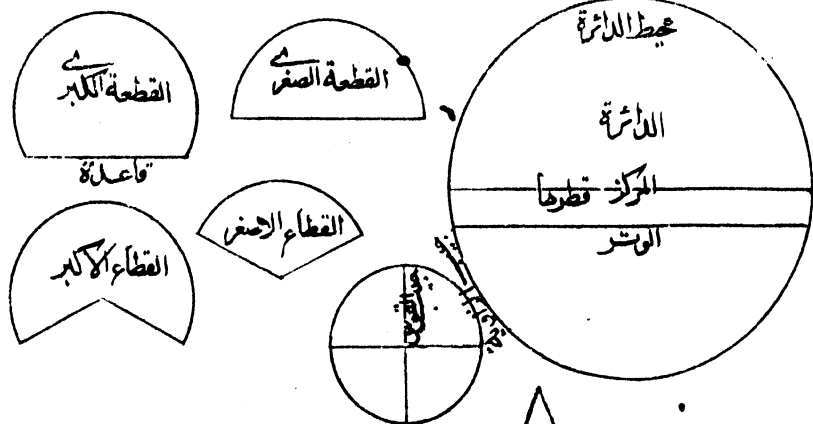 محيط الدائرة
الدائرة
المركز قطرها
الوتر
القطعة الصغرى
القطعة الكبرى
قاعدة
القطاع الاصغر
القطاع الاكبر